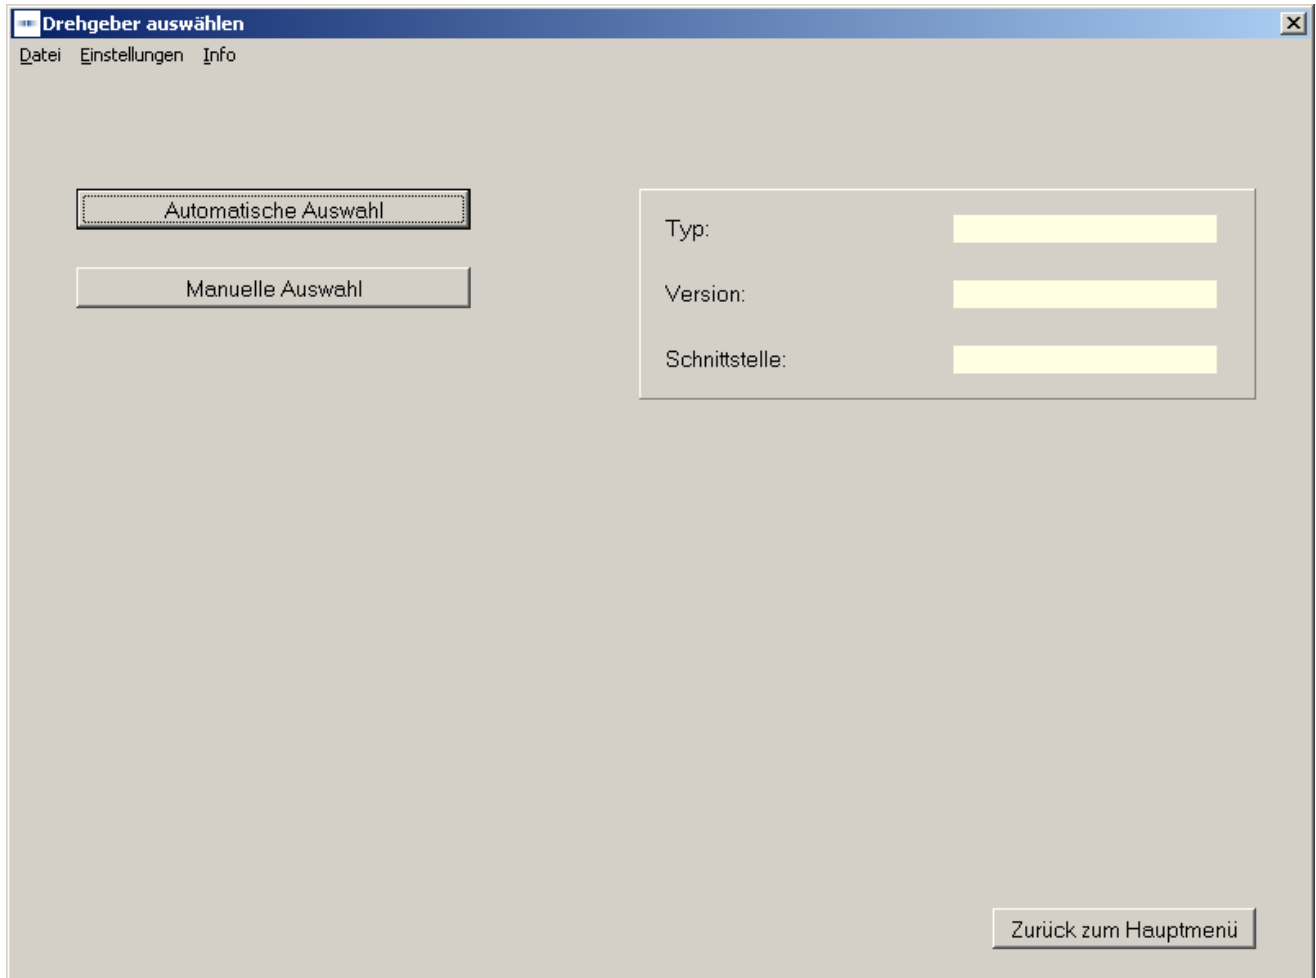 Drehgeber auswählen
Datei Einstellungen Info
Automatische Auswahl
Manuelle Auswahl
Typ:
Version:
Schnittstelle:
Zurück zum Hauptmenü